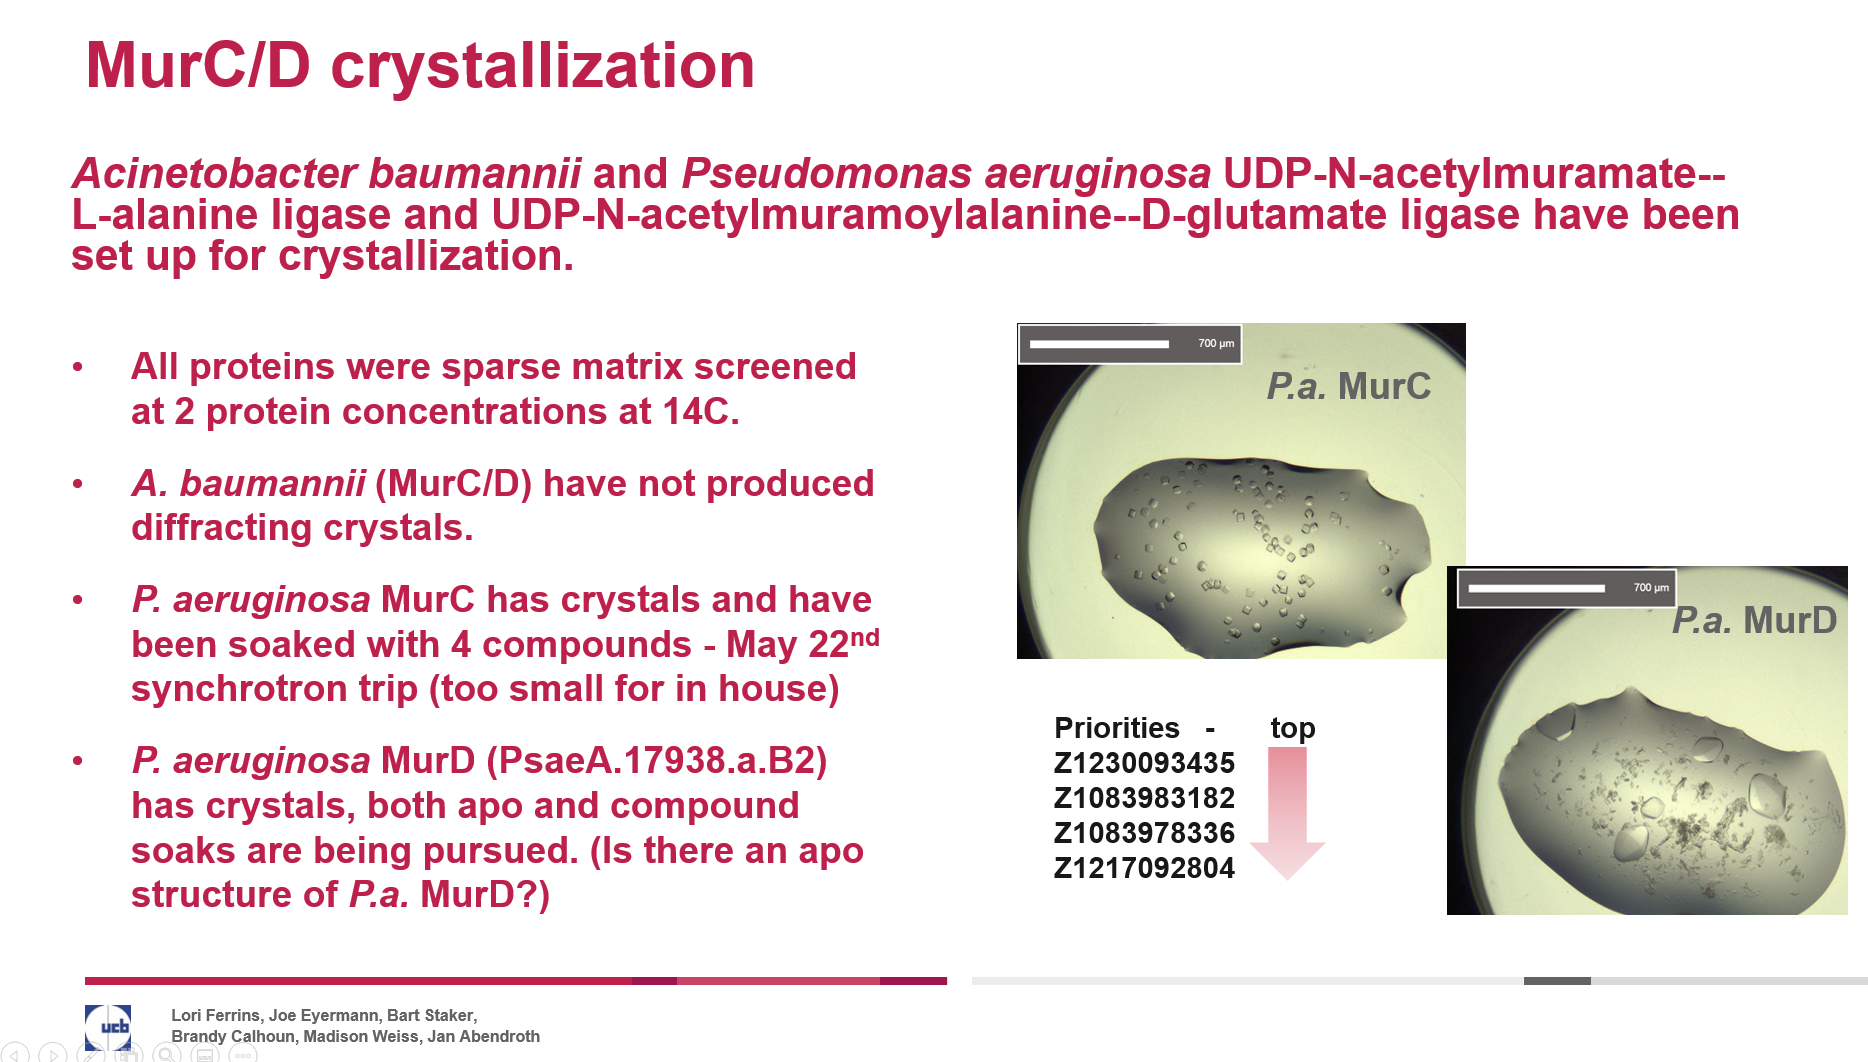 MurC/D crystallization
Acinetobacter baumannii and Pseudomonas aeruginosa UDP-N-acetylmuramate--
L-alanine ligase and UDP-N-acetylmuramoylalanine--D-glutamate ligase have been
set up for crystallization.
• All proteins were sparse matrix screened
at 2 protein concentrations at 14C.
• A. baumannii (MurC/D) have not produced
diffracting crystals.
• P. aeruginosa MurC has crystals and have
been soaked with 4 compounds - May 22nd
synchrotron trip (too small for in house)
• P. aeruginosa MurD (PsaeA.17938.a.B2)
has crystals, both apo and compound
soaks are being pursued. (Is there an apo
structure of P.a. MurD?)
700 µm
P.a. MurC
700 µm
P.a. MurD
Priorities - top
Z1230093435
Z1083983182
Z1083978336
Z1217092804
ucb
Lori Ferrins, Joe Eyermann, Bart Staker,
Brandy Calhoun, Madison Weiss, Jan Abendroth